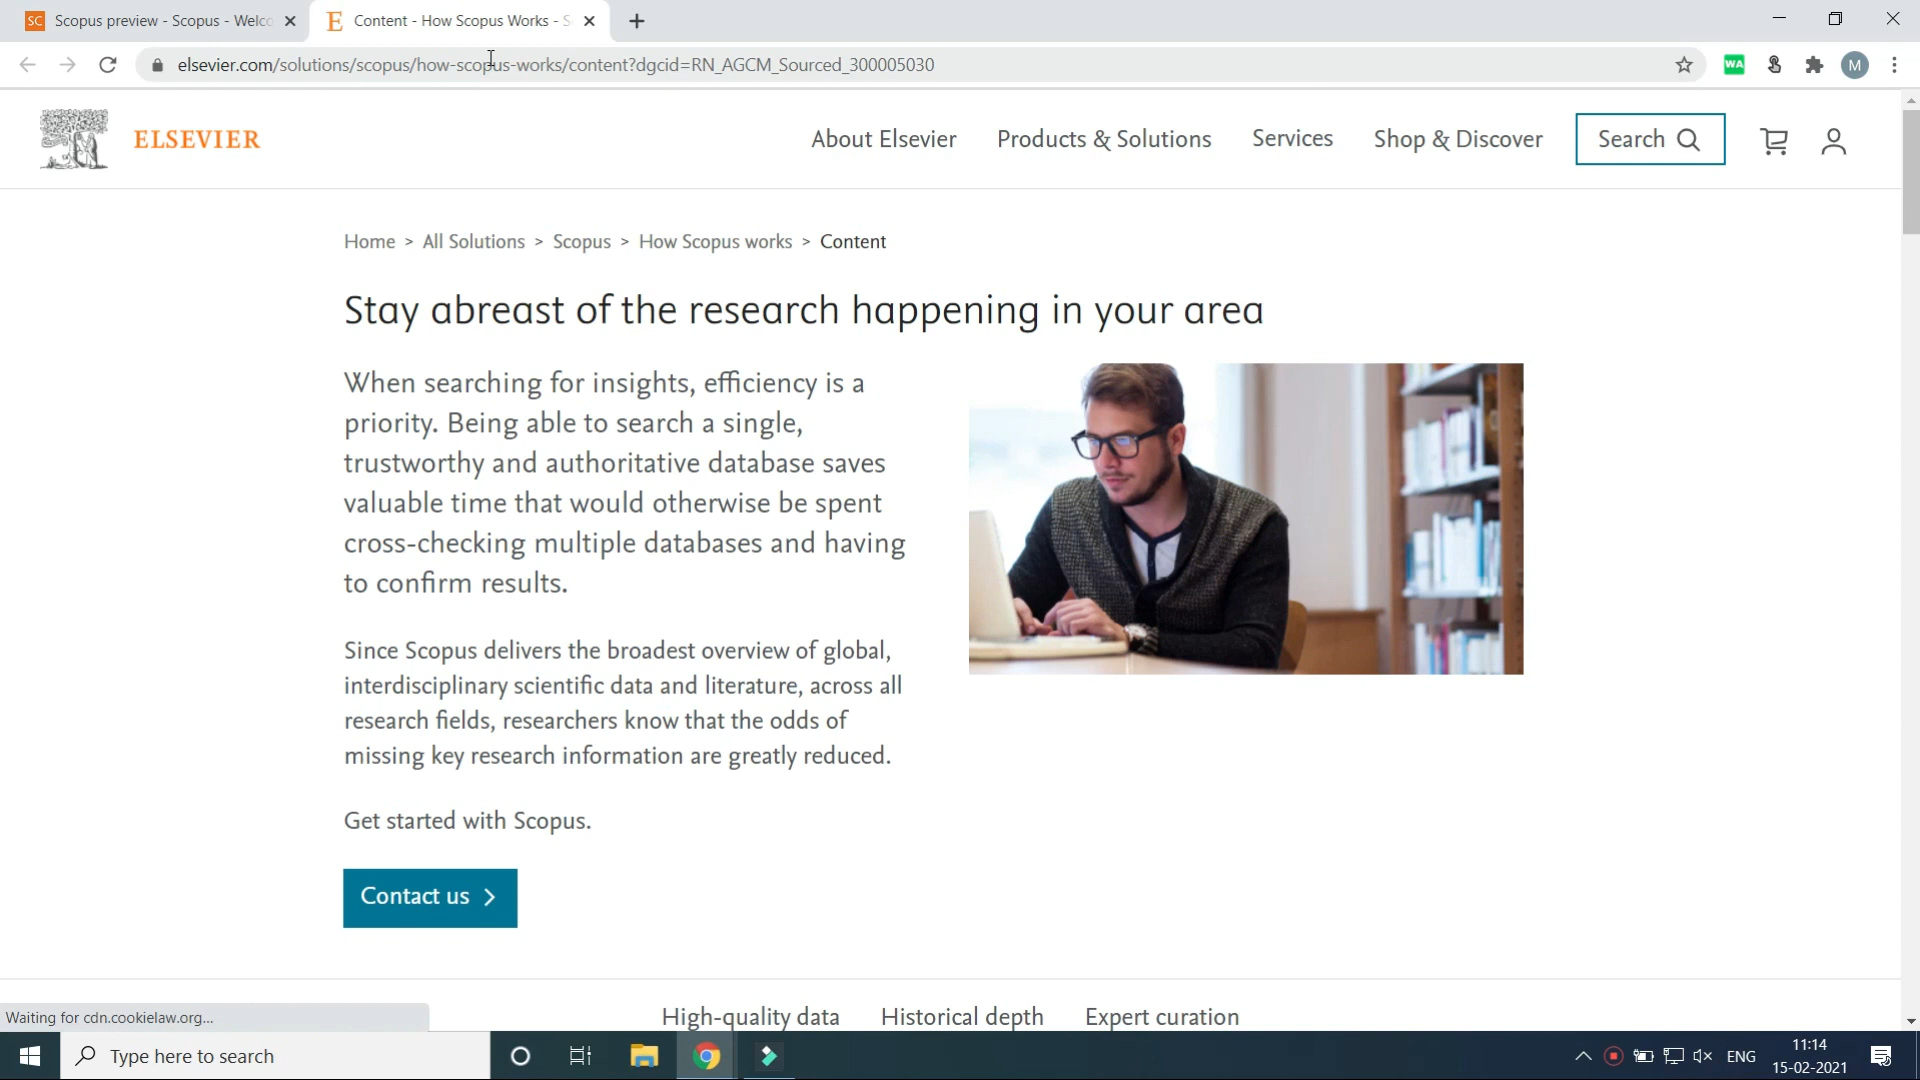 SC Scopus preview - Scopus - Welc
E Content - How Scopus Works - S
elsevier.com/solutions/scopus/how-scopus-works/content?dgcid=RN_AGCM_Sourced_300005030
WA
M
ELSEVIER
About Elsevier
Products & Solutions
Services
Shop & Discover
Search
Home > All Solutions > Scopus > How Scopus works > Content
Stay abreast of the research happening in your area
When searching for insights, efficiency is a
priority. Being able to search a single,
trustworthy and authoritative database saves
valuable time that would otherwise be spent
cross-checking multiple databases and having
to confirm results.
Since Scopus delivers the broadest overview of global,
interdisciplinary scientific data and literature, across all
research fields, researchers know that the odds of
missing key research information are greatly reduced.
Get started with Scopus.
Contact us >
High-quality data
Historical depth
Expert curation
Waiting for cdn.cookielaw.org...
Type here to search
ENG
11:14
15-02-2021